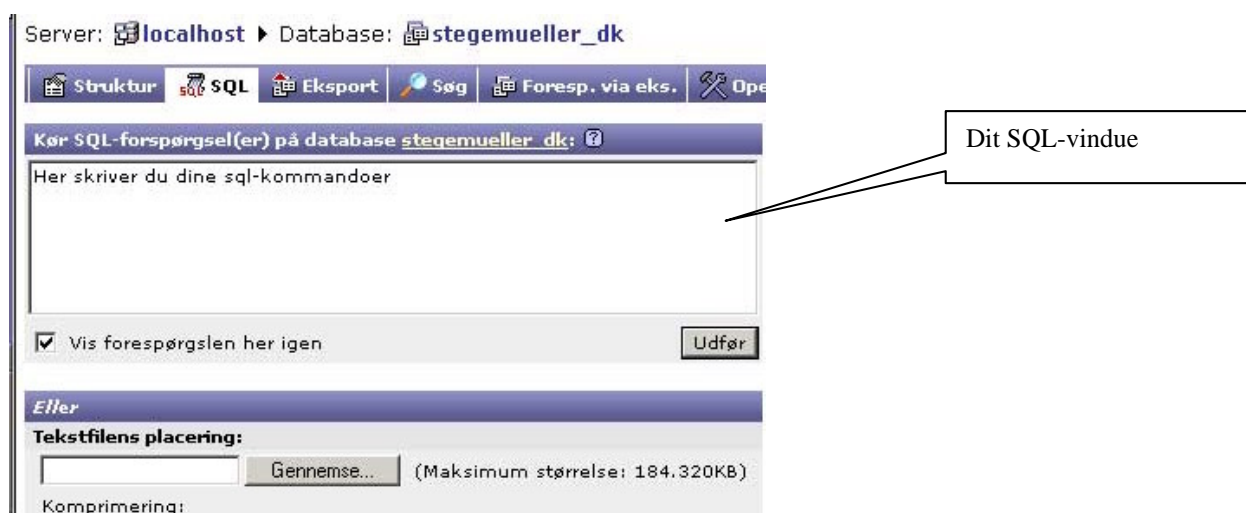 Server: localhost ▶ Database: stegemueller_dk
Struktur SQL Eksport Søg Foresp. via eks. Ope
Kør SQL-forspørgsel(er) på database stegemueller_dk:
Dit SQL-vindue
Her skriver du dine sql-kommandoer
Vis forespørgslen her igen Udfør
Eller
Tekstfilens placering:
Gennemse... (Maksimum størrelse: 184.320KB)
Komprimering: